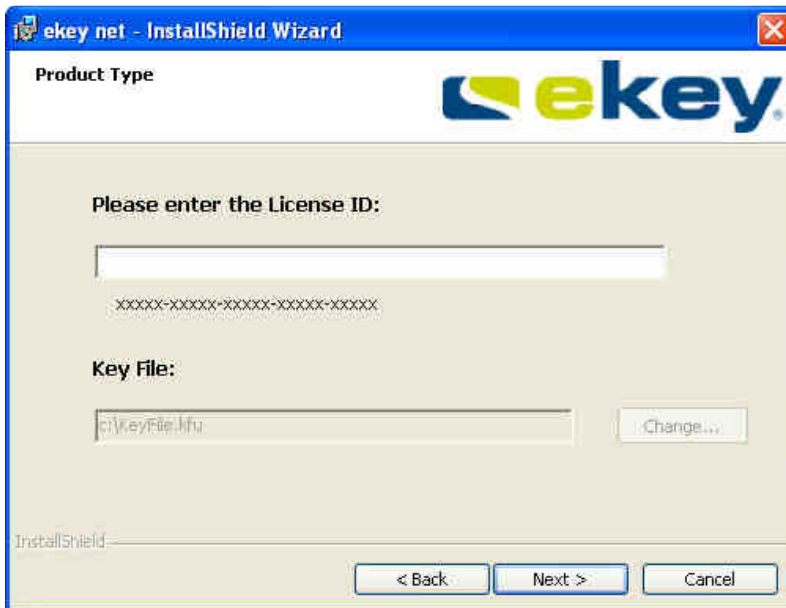 ekey net - InstallShield Wizard
Product Type
ekey®
Please enter the License ID:
xxxxx-xxxxx-xxxxx-xxxxx-xxxxx
Key File:
c:\KeyFile.kfu
Change...
InstallShield
< Back
Next >
Cancel